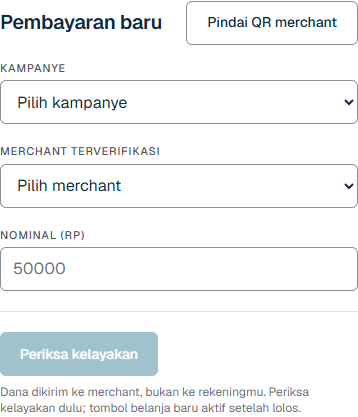 Pembayaran baru
Pindai QR merchant
KAMPANYE
Pilih kampanye
MERCHANT TERVERIFIKASI
Pilih merchant
NOMINAL (RP)
50000
Periksa kelayakan
Dana dikirim ke merchant, bukan ke rekeningmu. Periksa
kelayakan dulu; tombol belanja baru aktif setelah lolos.